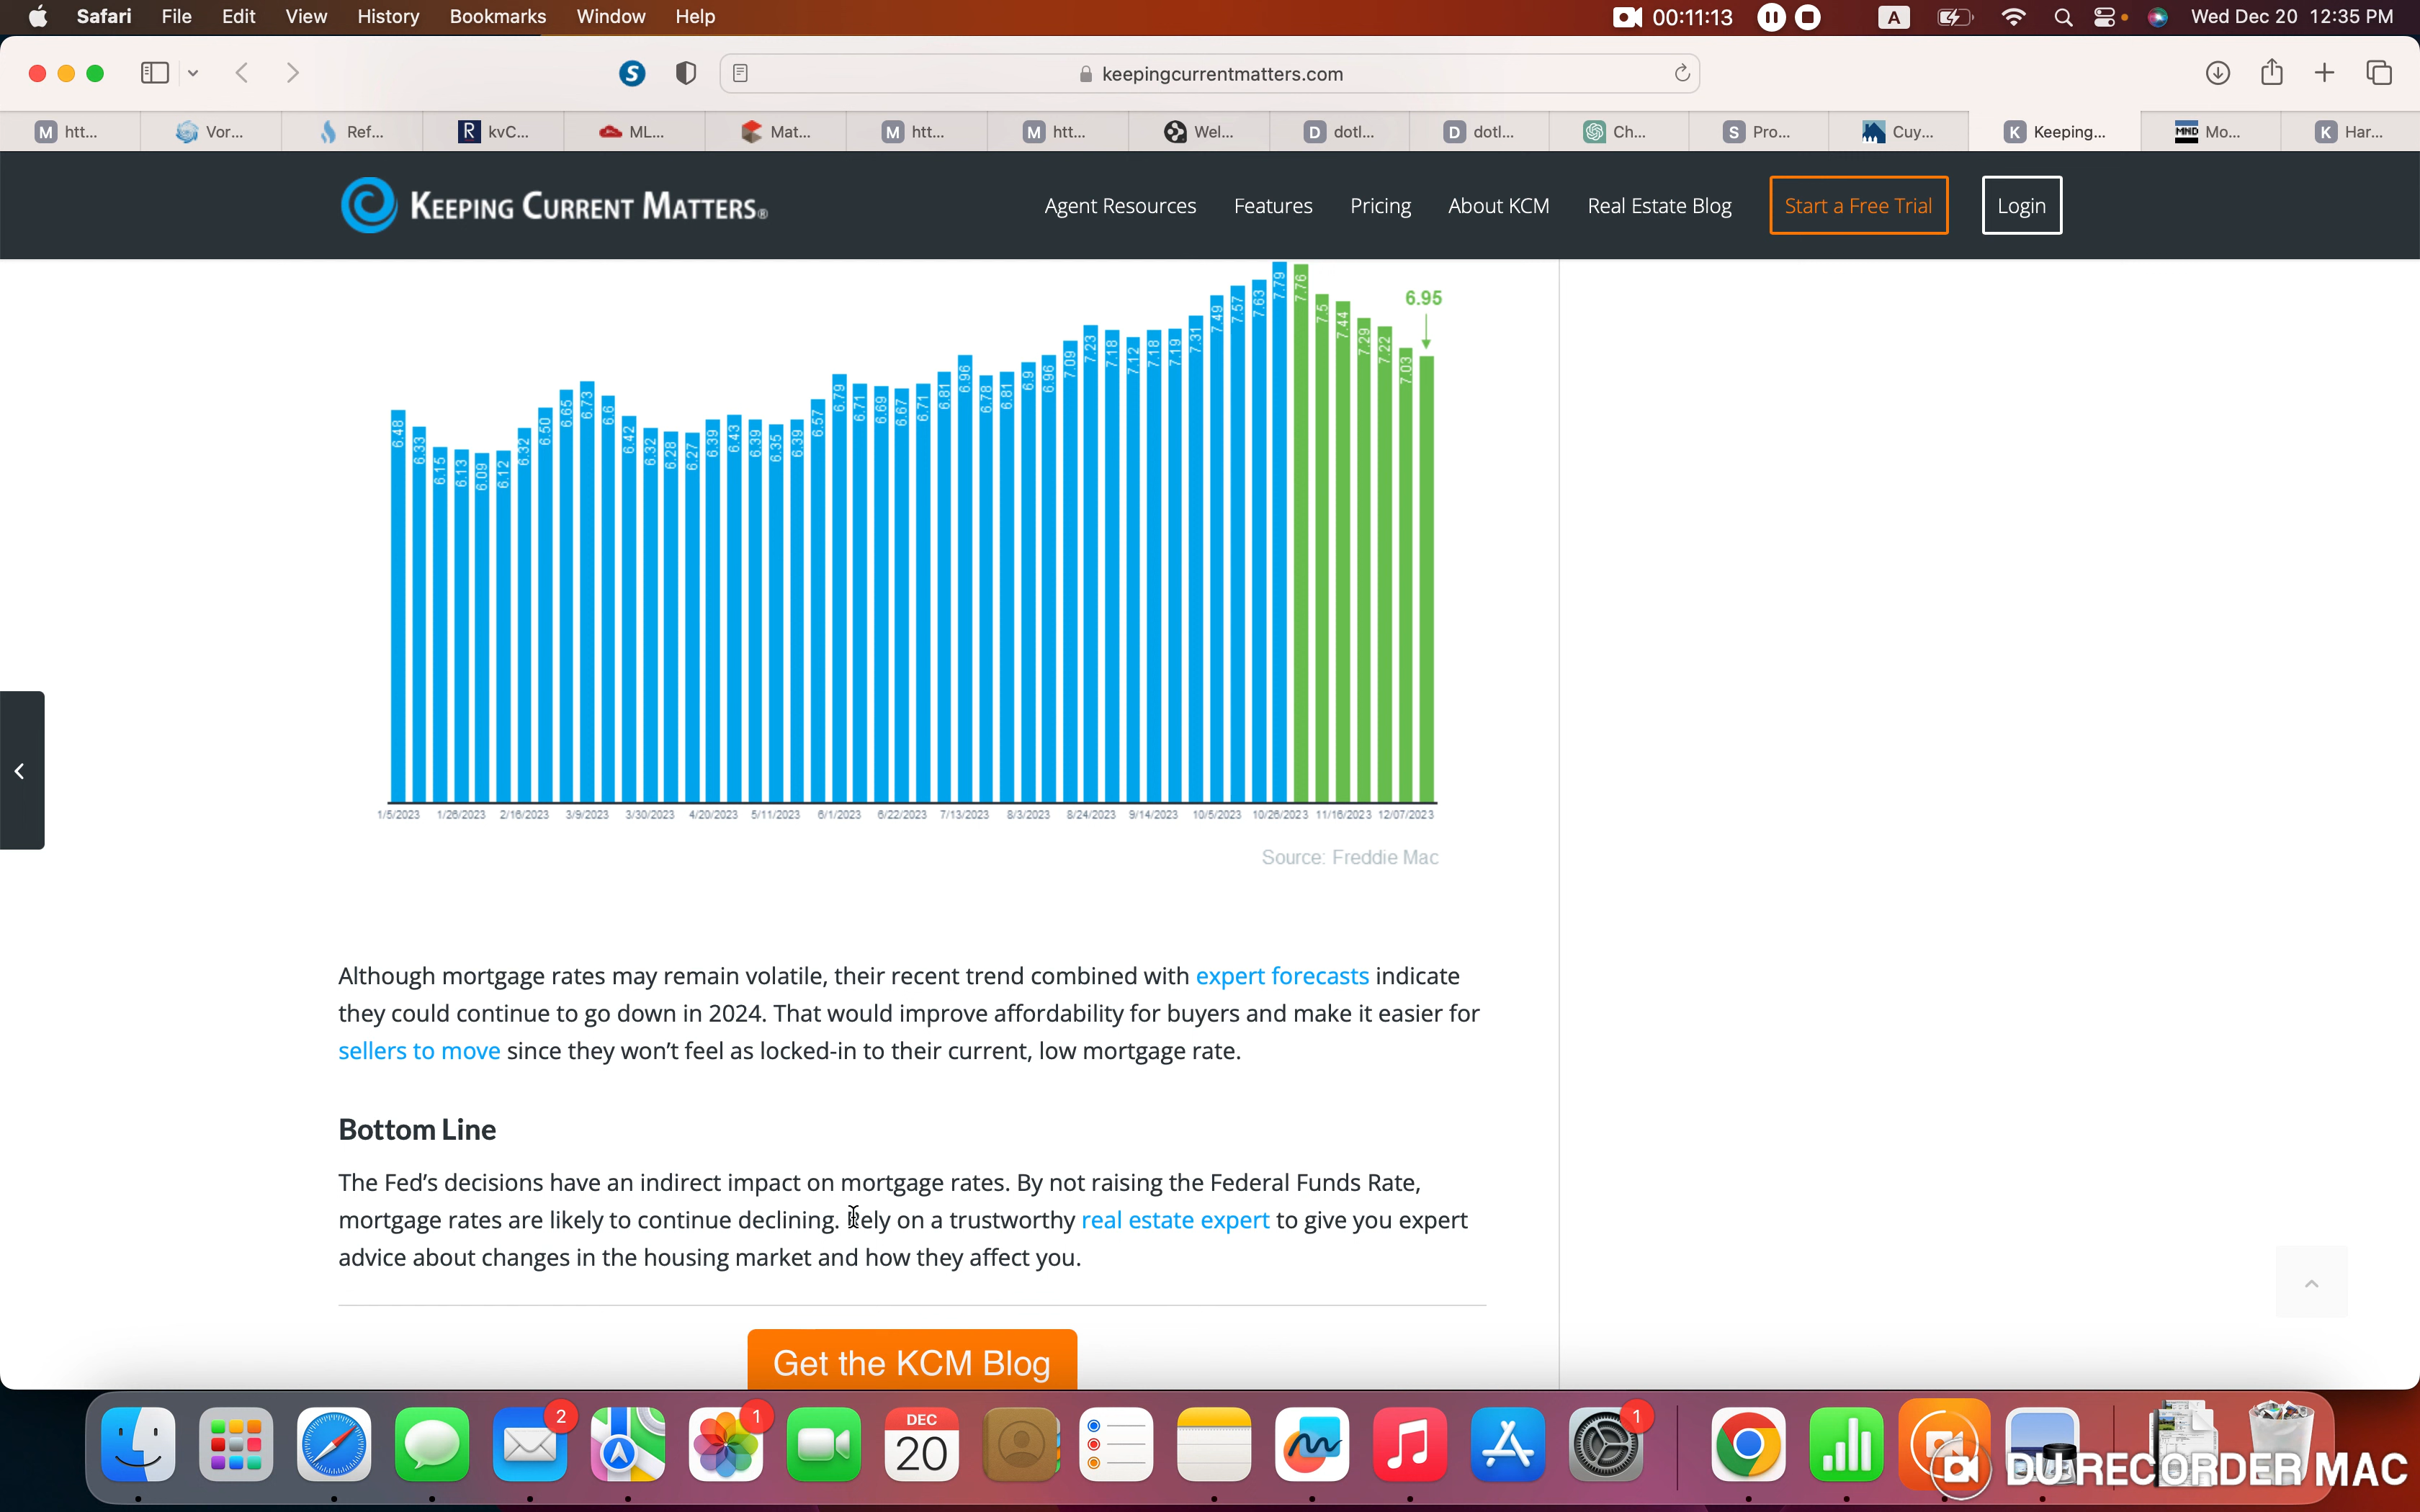 Safari File Edit View History Bookmarks Window Help 00:11:13 A Wed Dec 20 12:35 PM
S keepingcurrentmatters.com
M htt... Vor... Ref... R kvC... ML... Mat... M htt... M htt... Wel... D dotl... D dotl... Ch... S Pro... Cuy... K Keeping... MND Mo... K Har...
KEEPING CURRENT MATTERS® Agent Resources Features Pricing About KCM Real Estate Blog Start a Free Trial Login
6.95
6.48 6.33 6.15 6.13 6.09 6.12 6.32 6.50 6.65 6.73 6.6 6.42 6.32 6.28 6.27 6.39 6.43 6.39 6.35 6.39 6.57 6.79 6.71 6.69 6.67 6.71 6.81 6.96 6.78 6.81 6.9 6.96 7.09 7.23 7.18 7.12 7.18 7.19 7.31 7.49 7.57 7.63 7.79 7.76 7.5 7.44 7.29 7.22 7.03
1/5/2023 1/26/2023 2/16/2023 3/9/2023 3/30/2023 4/20/2023 5/11/2023 6/1/2023 6/22/2023 7/13/2023 8/3/2023 8/24/2023 9/14/2023 10/5/2023 10/26/2023 11/16/2023 12/07/2023
Source: Freddie Mac
Although mortgage rates may remain volatile, their recent trend combined with expert forecasts indicate
they could continue to go down in 2024. That would improve affordability for buyers and make it easier for
sellers to move since they won’t feel as locked-in to their current, low mortgage rate.
Bottom Line
The Fed’s decisions have an indirect impact on mortgage rates. By not raising the Federal Funds Rate,
mortgage rates are likely to continue declining. Rely on a trustworthy real estate expert to give you expert
advice about changes in the housing market and how they affect you.
Get the KCM Blog
2 1 DEC 1
20
DU RECORDER MAC